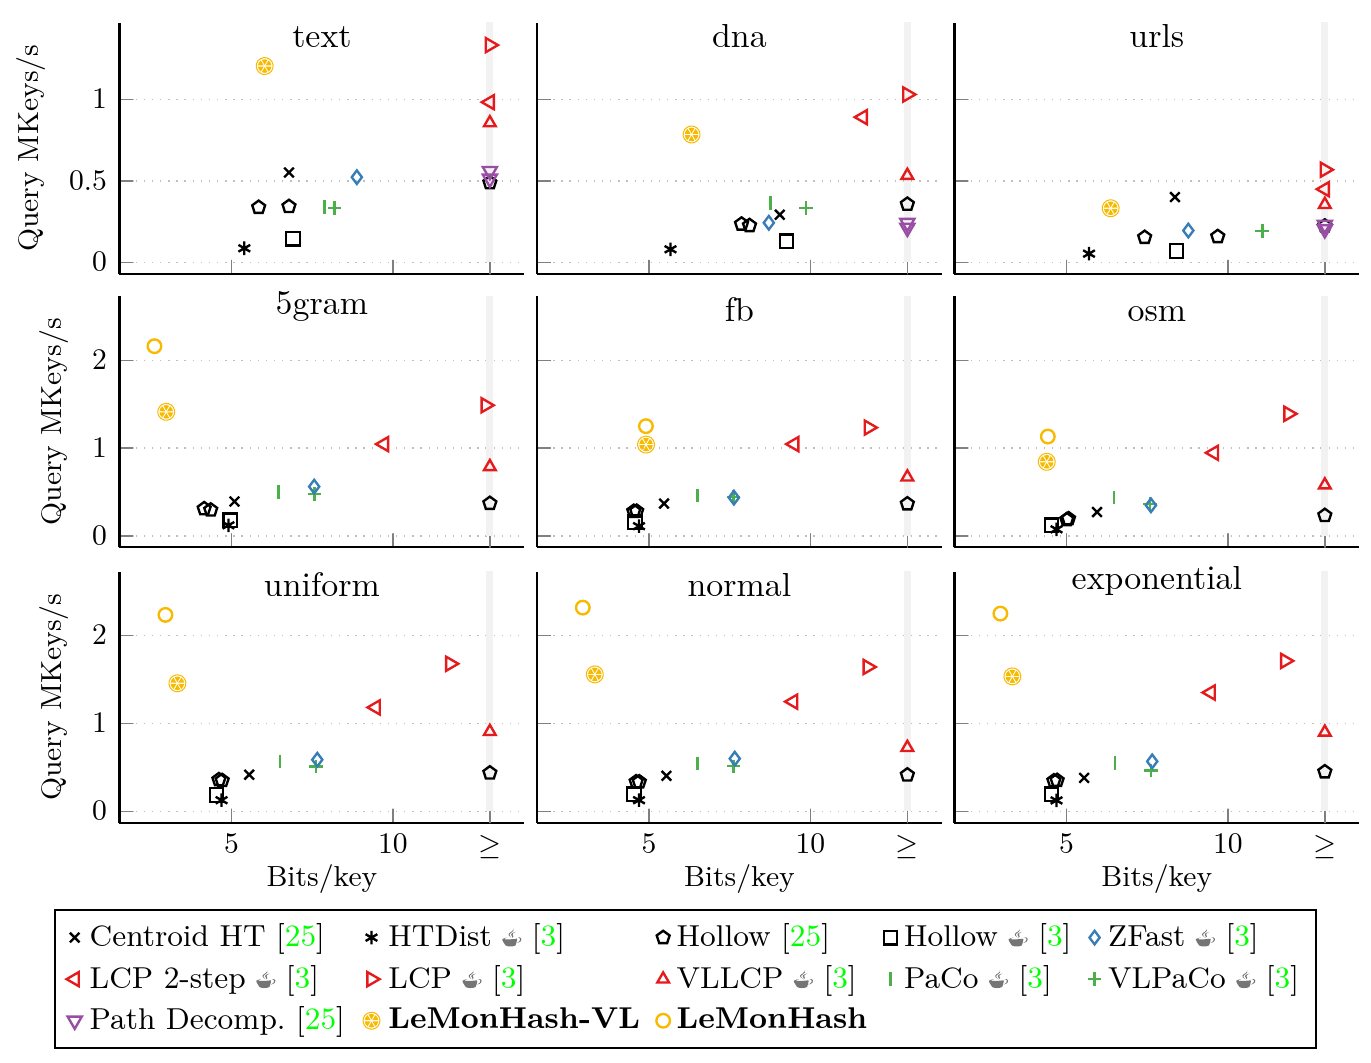 text dna urls
Query MKeys/s
1
0.5
0
5gram fb osm
Query MKeys/s
2
1
0
uniform normal exponential
Query MKeys/s
2
1
0
5 10 ≥ 5 10 ≥ 5 10 ≥
Bits/key Bits/key Bits/key
Centroid HT [25] HTDist [3] Hollow [25] Hollow [3] ZFast [3]
LCP 2-step [3] LCP [3] VLLCP [3] PaCo [3] VLPaCo [3]
Path Decomp. [25] LeMonHash-VL LeMonHash